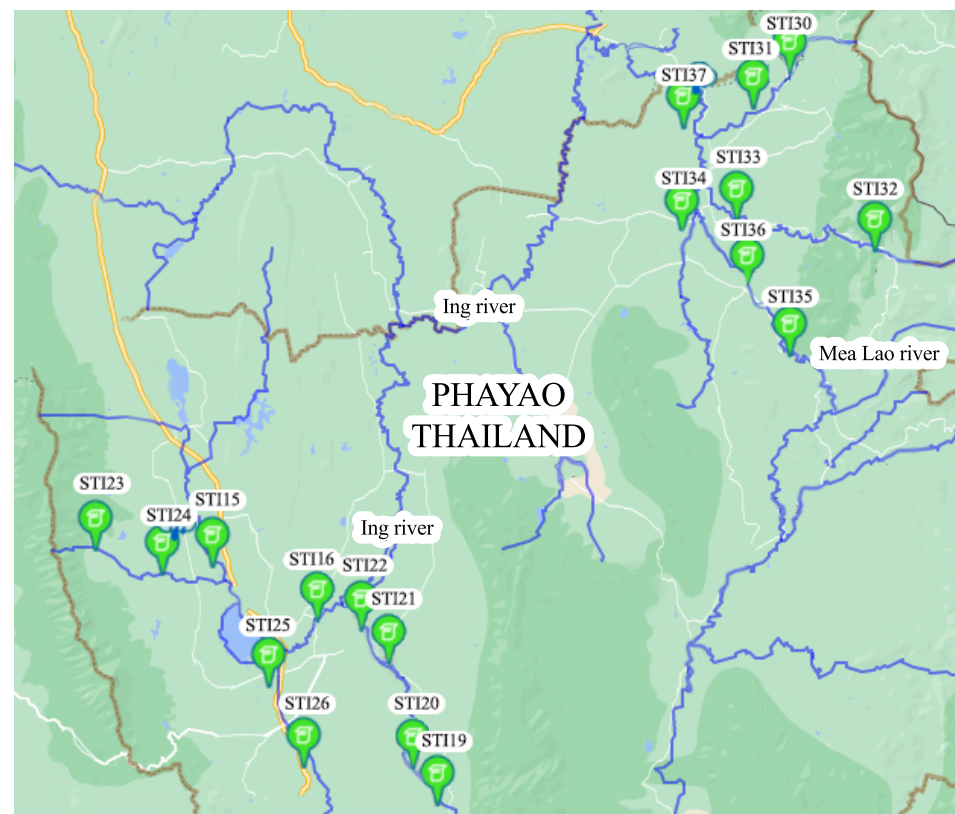 STI30
STI31
STI37
STI33
STI34
STI32
STI36
STI35
Ing river
Mea Lao river
PHAYAO
THAILAND
STI23
STI15
STI24
Ing river
STI16
STI22
STI21
STI25
STI26
STI20
STI19